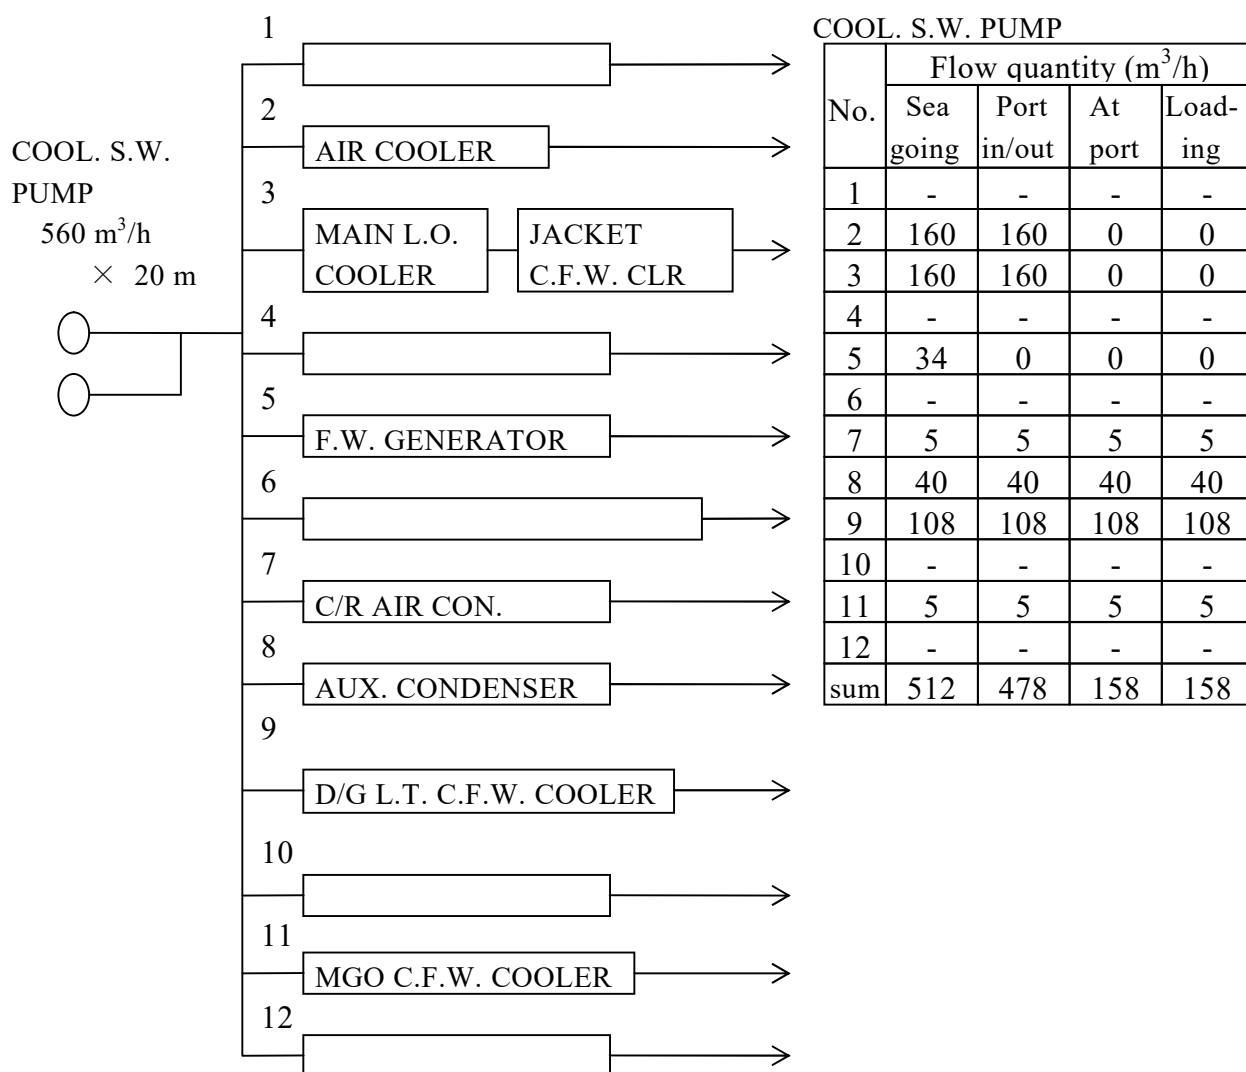 COOL. S.W.
PUMP
560 m³/h
× 20 m
1
2
AIR COOLER
3
MAIN L.O.
COOLER
JACKET
C.F.W. CLR
4
5
F.W. GENERATOR
6
7
C/R AIR CON.
8
AUX. CONDENSER
9
D/G L.T. C.F.W. COOLER
10
11
MGO C.F.W. COOLER
12
COOL. S.W. PUMP
Flow quantity (m³/h)
No. Sea going Port in/out At port Load-ing
1 - - - -
2 160 160 0 0
3 160 160 0 0
4 - - - -
5 34 0 0 0
6 - - - -
7 5 5 5 5
8 40 40 40 40
9 108 108 108 108
10 - - - -
11 5 5 5 5
12 - - - -
sum 512 478 158 158